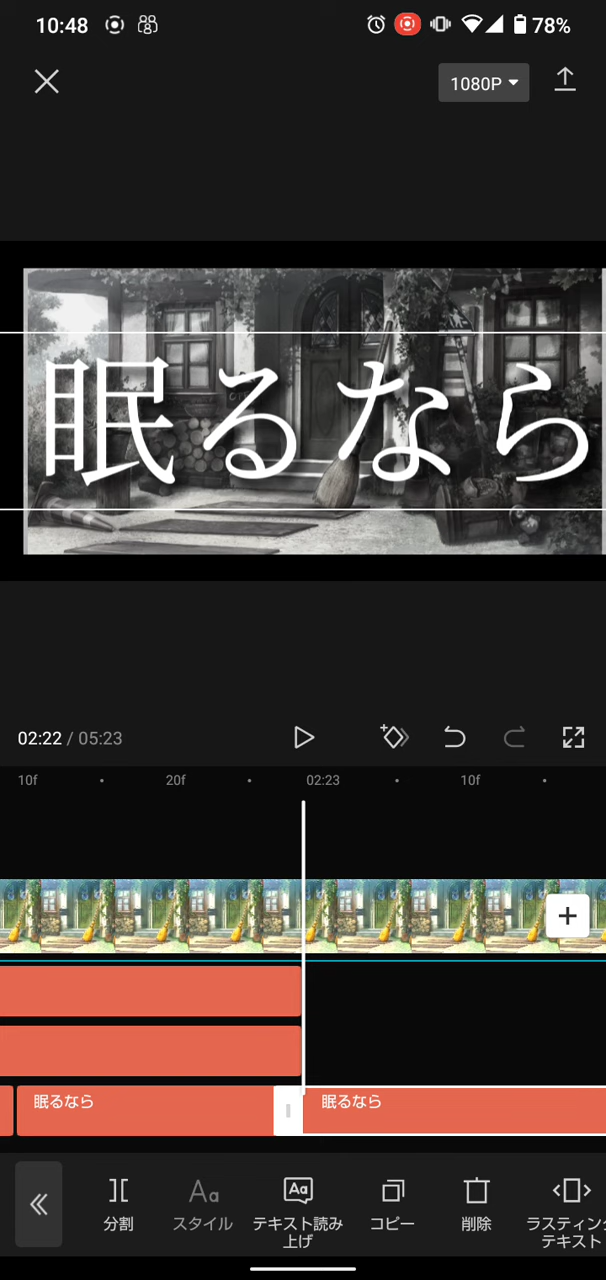 10:48
78%
1080P
眠るなら
02:22 / 05:23
10f
20f
02:23
10f
眠るなら
眠るなら
分割
スタイル
テキスト読み
上げ
コピー
削除
ラスティン
テキスト